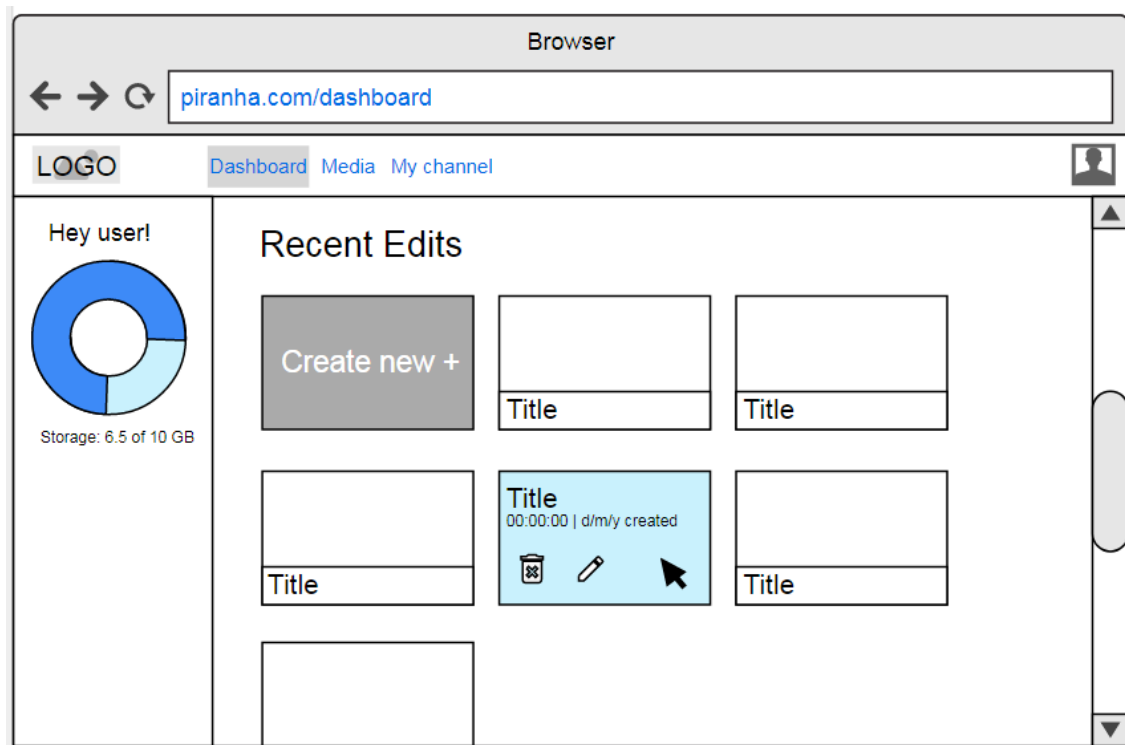 Browser
piranha.com/dashboard
LOGO
Dashboard Media My channel
Hey user!
Storage: 6.5 of 10 GB
Recent Edits
Create new +
Title
Title
Title
Title
00:00:00 | d/m/y created
Title